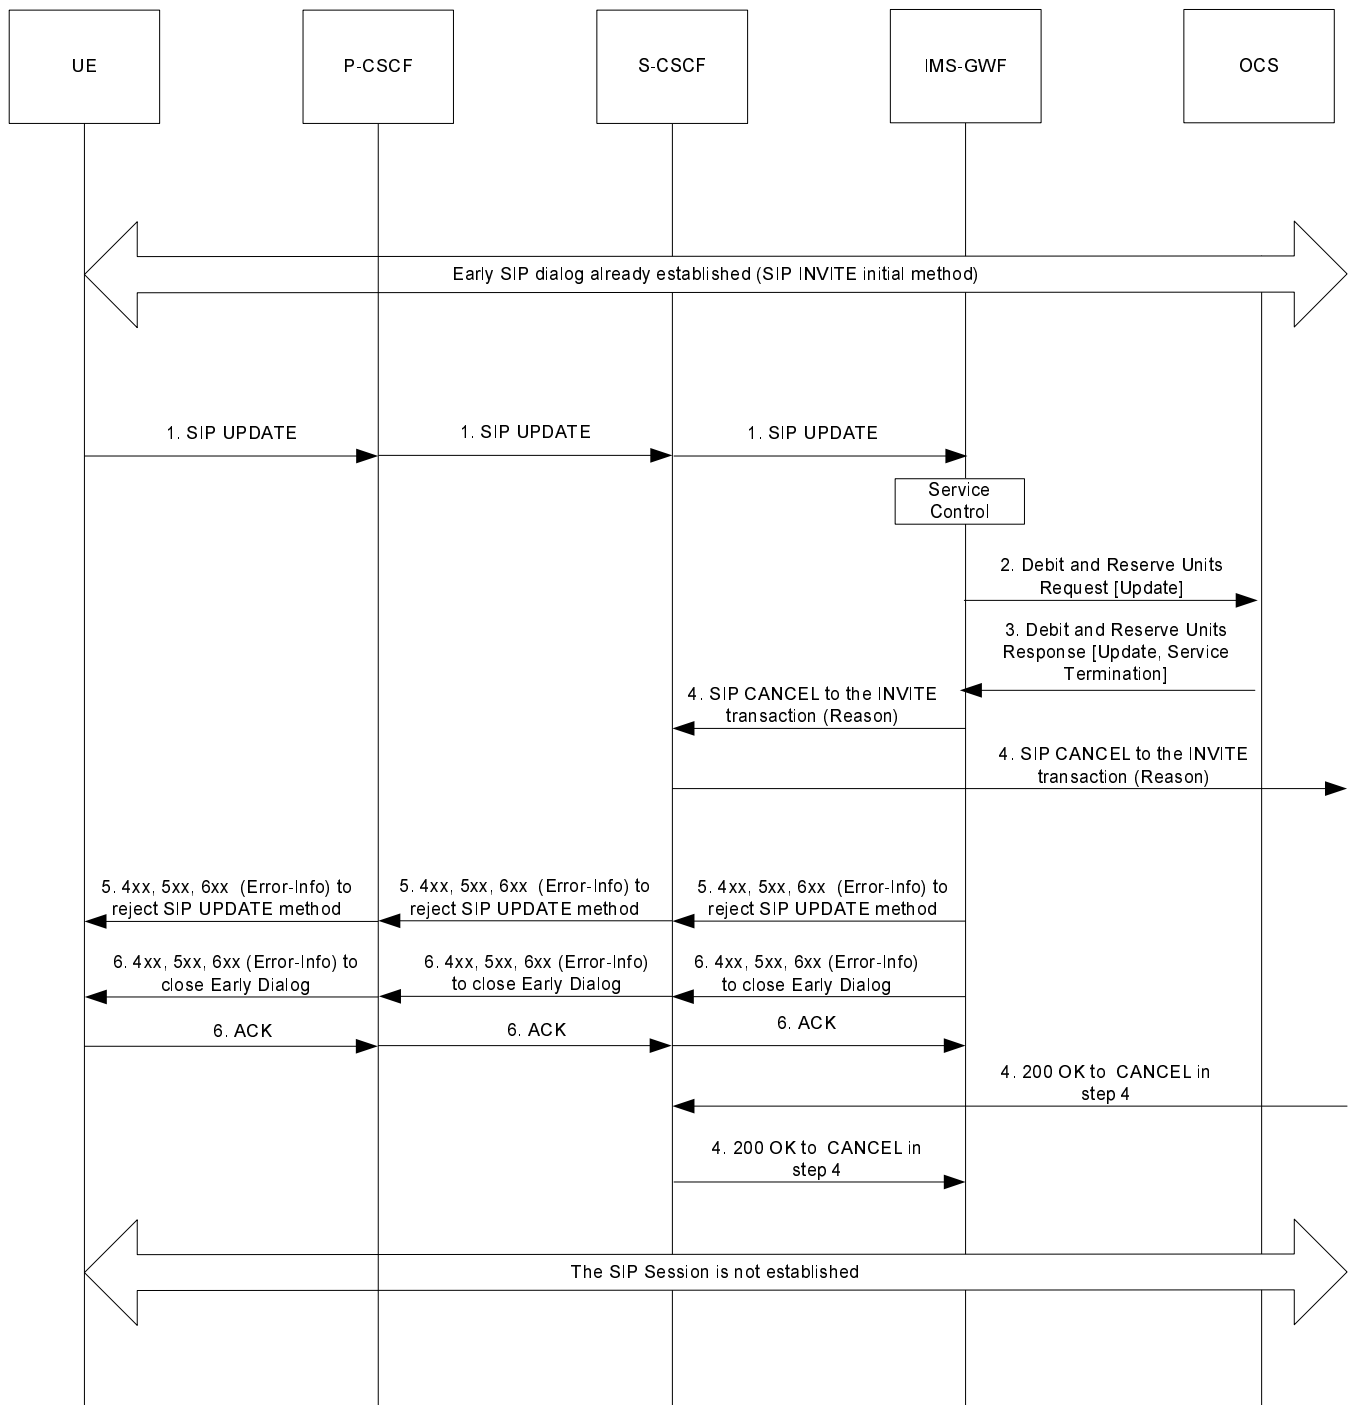 UE
P-CSCF
S-CSCF
IMS-GWF
OCS
Early SIP dialog already established (SIP INVITE initial method)
1. SIP UPDATE
1. SIP UPDATE
1. SIP UPDATE
Service
Control
2. Debit and Reserve Units
Request [Update]
3. Debit and Reserve Units
Response [Update, Service
Termination]
4. SIP CANCEL to the INVITE
transaction (Reason)
4. SIP CANCEL to the INVITE
transaction (Reason)
5. 4xx, 5xx, 6xx (Error-Info) to
reject SIP UPDATE method
5. 4xx, 5xx, 6xx (Error-Info) to
reject SIP UPDATE method
5. 4xx, 5xx, 6xx (Error-Info) to
reject SIP UPDATE method
6. 4xx, 5xx, 6xx (Error-Info) to
close Early Dialog
6. 4xx, 5xx, 6xx (Error-Info)
to close Early Dialog
6. 4xx, 5xx, 6xx (Error-Info)
to close Early Dialog
6. ACK
6. ACK
6. ACK
4. 200 OK to CANCEL in
step 4
4. 200 OK to CANCEL in
step 4
The SIP Session is not established